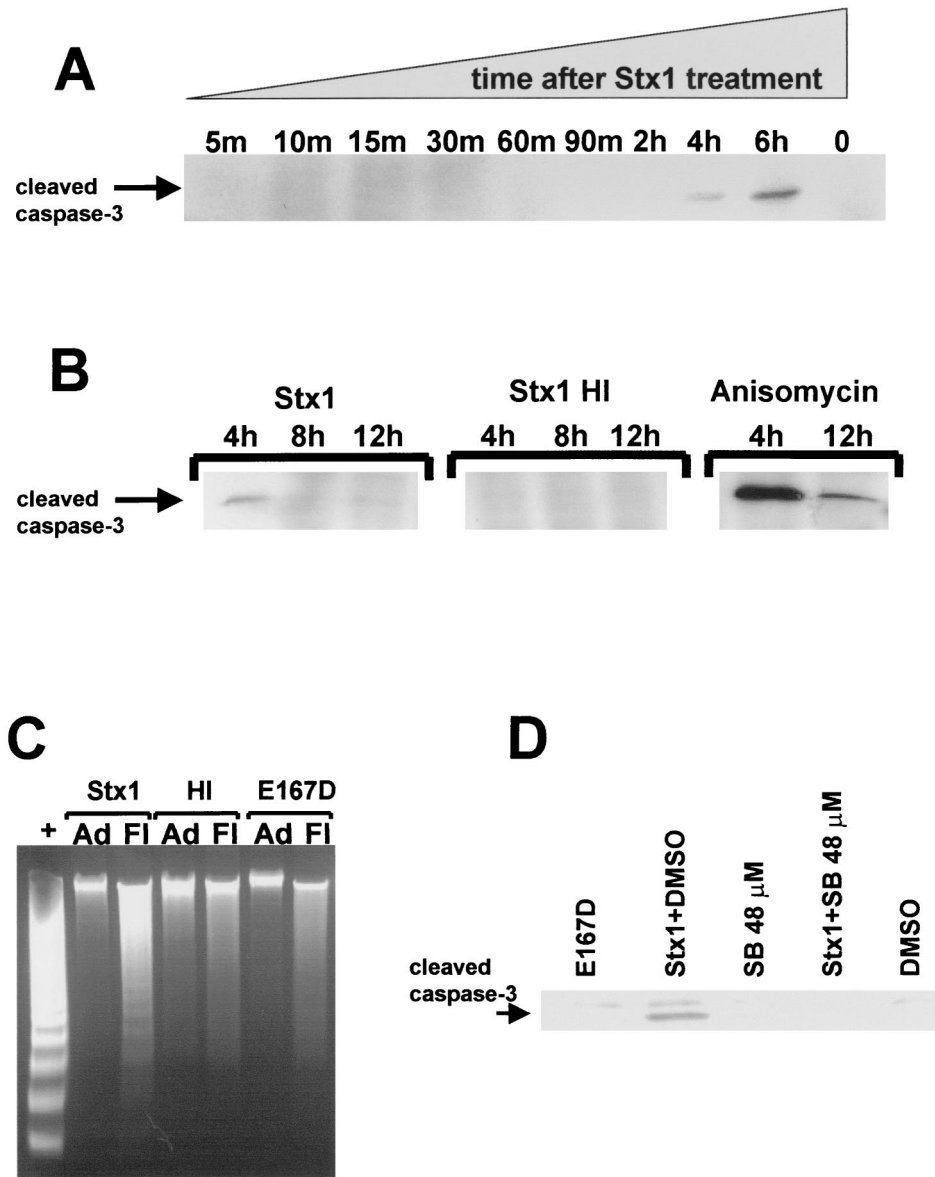 A
time after Stx1 treatment
5m 10m 15m 30m 60m 90m 2h 4h 6h 0
cleaved
caspase-3
B
Stx1 Stx1 HI Anisomycin
4h 8h 12h 4h 8h 12h 4h 12h
cleaved
caspase-3
C
Stx1 HI E167D
+ Ad Fl Ad Fl Ad Fl
D
E167D
Stx1+DMSO
SB 48 μM
Stx1+SB 48 μM
DMSO
cleaved
caspase-3